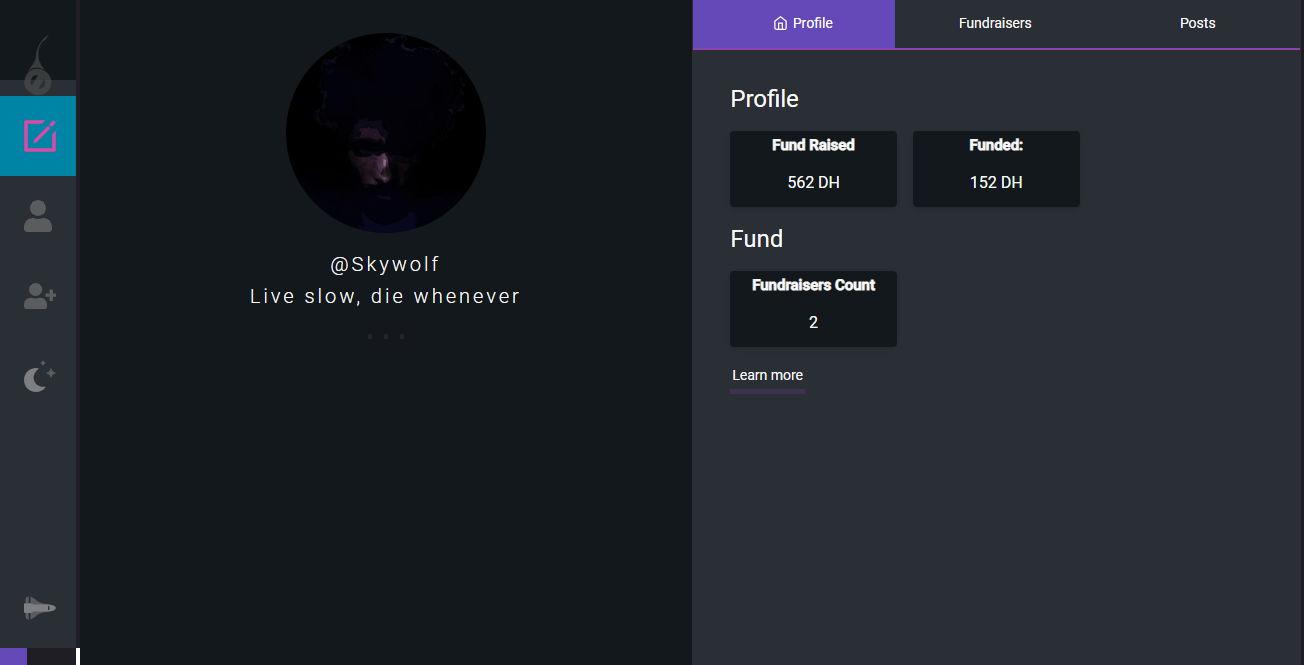 @Skywolf
Live slow, die whenever
Profile
Fundraisers
Posts
Profile
Fund Raised
562 DH
Funded:
152 DH
Fund
Fundraisers Count
2
Learn more